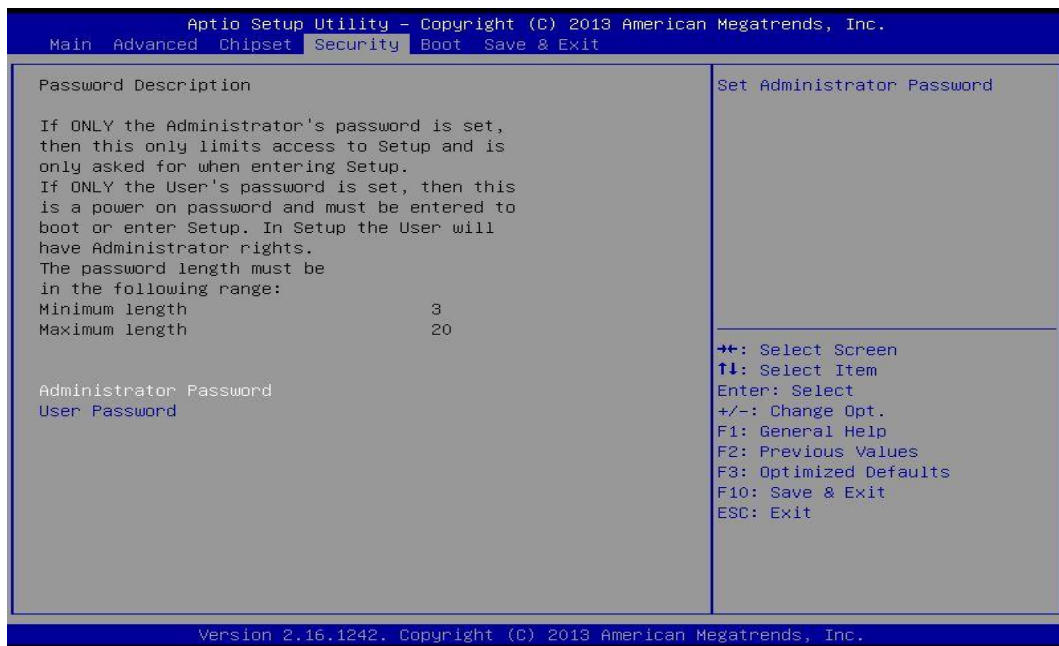 Aptio Setup Utility – Copyright (C) 2013 American Megatrends, Inc.
Main Advanced Chipset Security Boot Save & Exit
Password Description
If ONLY the Administrator's password is set,
then this only limits access to Setup and is
only asked for when entering Setup.
If ONLY the User's password is set, then this
is a power on password and must be entered to
boot or enter Setup. In Setup the User will
have Administrator rights.
The password length must be
in the following range:
Minimum length 3
Maximum length 20
Administrator Password
User Password
Set Administrator Password
→←: Select Screen
↑↓: Select Item
Enter: Select
+/-: Change Opt.
F1: General Help
F2: Previous Values
F3: Optimized Defaults
F10: Save & Exit
ESC: Exit
Version 2.16.1242. Copyright (C) 2013 American Megatrends, Inc.